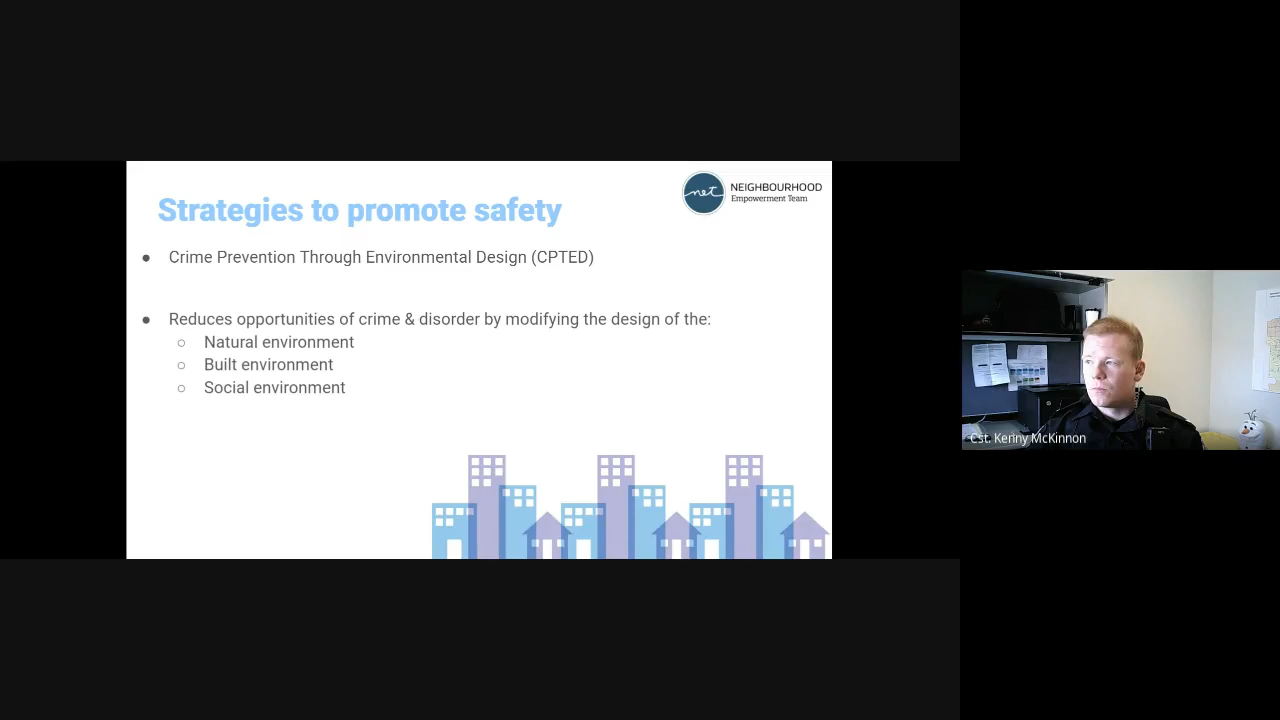 Strategies to promote safety
net
NEIGHBOURHOOD
Empowerment Team
● Crime Prevention Through Environmental Design (CPTED)
● Reduces opportunities of crime & disorder by modifying the design of the:
○ Natural environment
○ Built environment
○ Social environment
Cst. Kenny McKinnon